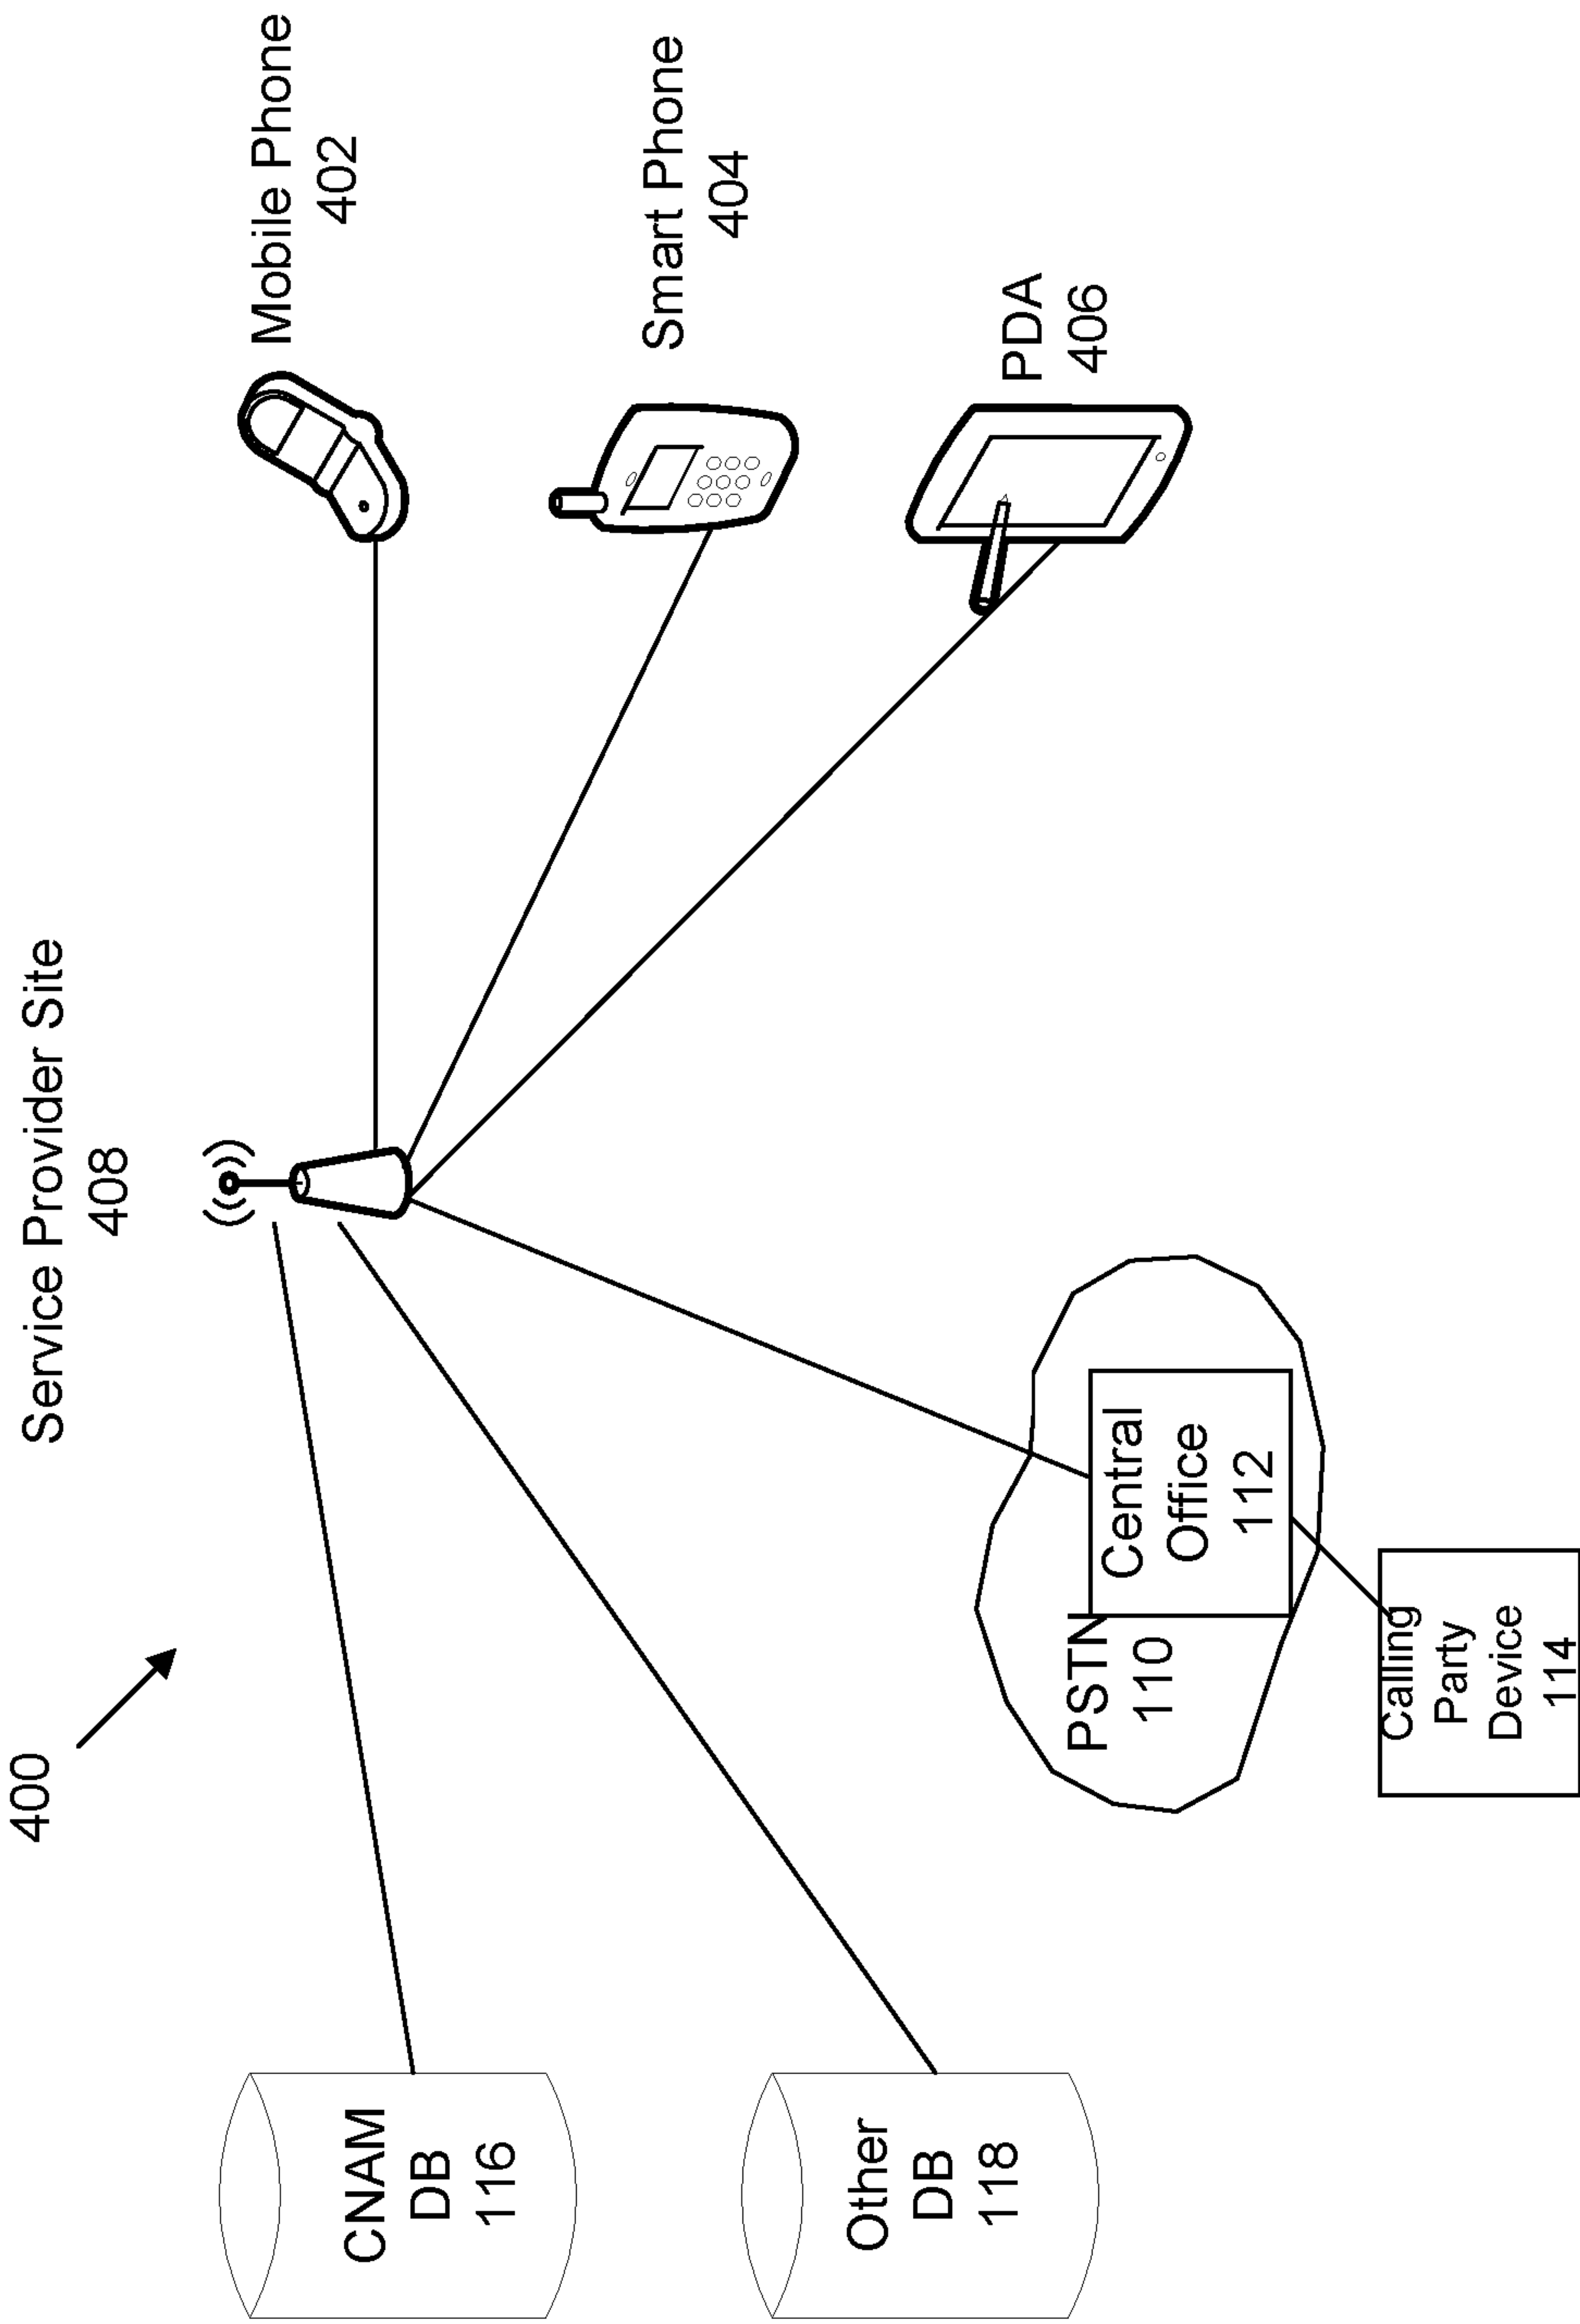 400
Service Provider Site
408
Mobile Phone
402
Smart Phone
404
PDA
406
CNAM
DB
116
Other
DB
118
PSTN
110
Central
Office
112
Calling
Party
Device
114